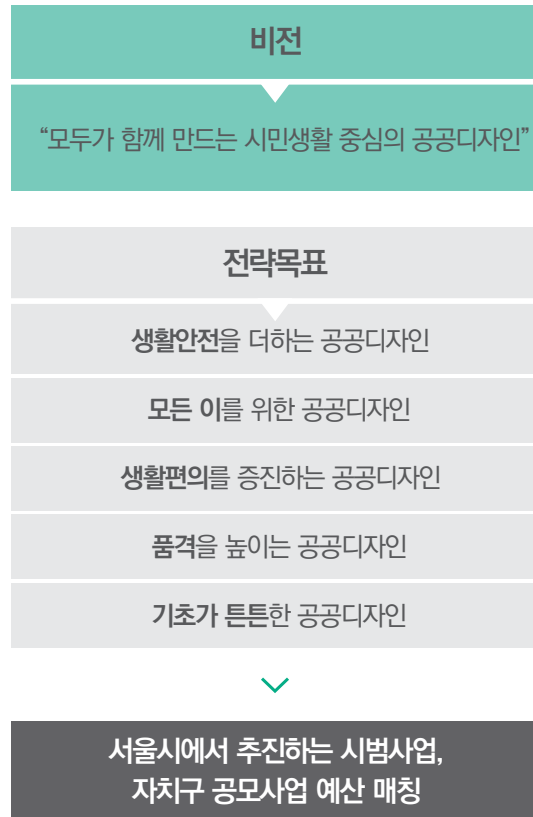 비전
“모두가 함께 만드는 시민생활 중심의 공공디자인”
전략목표
생활안전을 더하는 공공디자인
모든 이를 위한 공공디자인
생활편의를 증진하는 공공디자인
품격을 높이는 공공디자인
기초가 튼튼한 공공디자인
서울시에서 추진하는 시범사업,
자치구 공모사업 예산 매칭